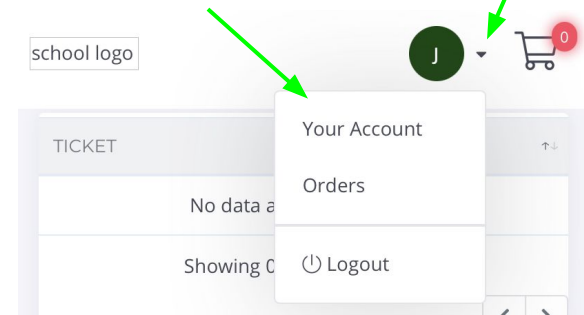 school logo
J
0
Your Account
TICKET
Orders
No data a
Showing 0
Logout